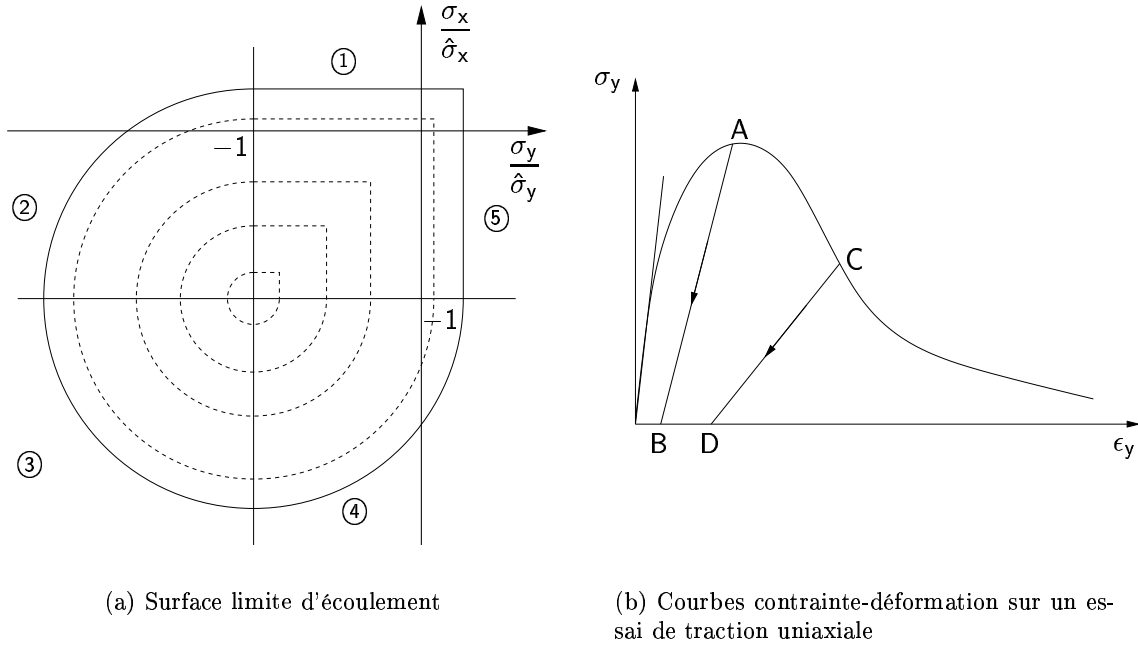 σx
σ̂x
①
−1
σy
σ̂y
②
⑤
−1
③
④
(a) Surface limite d'écoulement
σy
A
C
B D
ϵy
(b) Courbes contrainte-déformation sur un es-
sai de traction uniaxiale